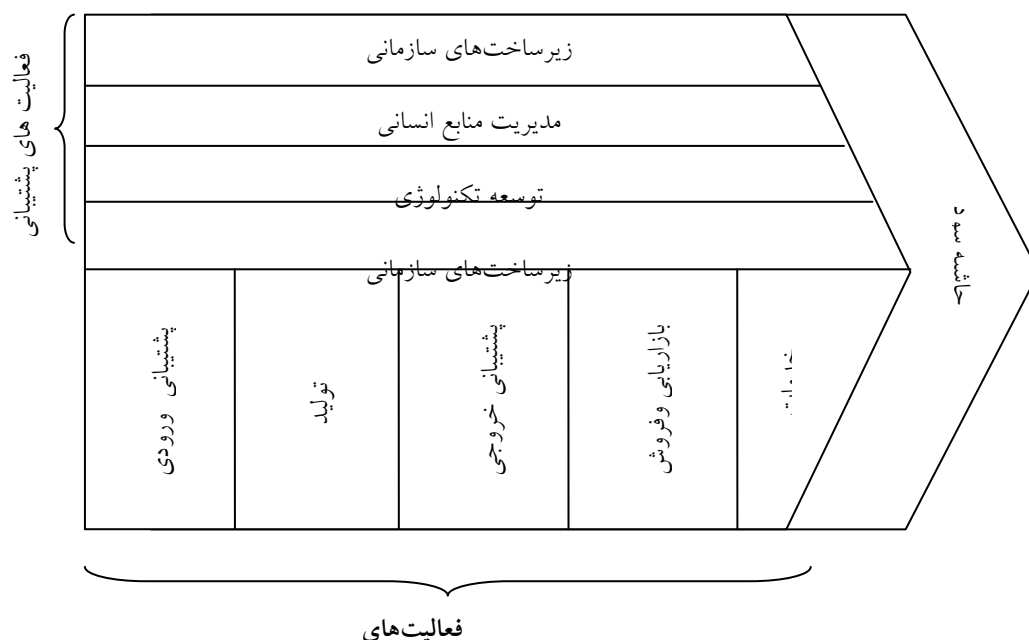 فعالیت های پشتیبانی
زیرساخت‌های سازمانی
مدیریت منابع انسانی
توسعه تکنولوژی
زیرساخت‌های سازمانی
حاشیه سود
پشتیبانی ورودی
تولید
پشتیبانی خروجی
بازاریابی وفروش
فعالیت‌های